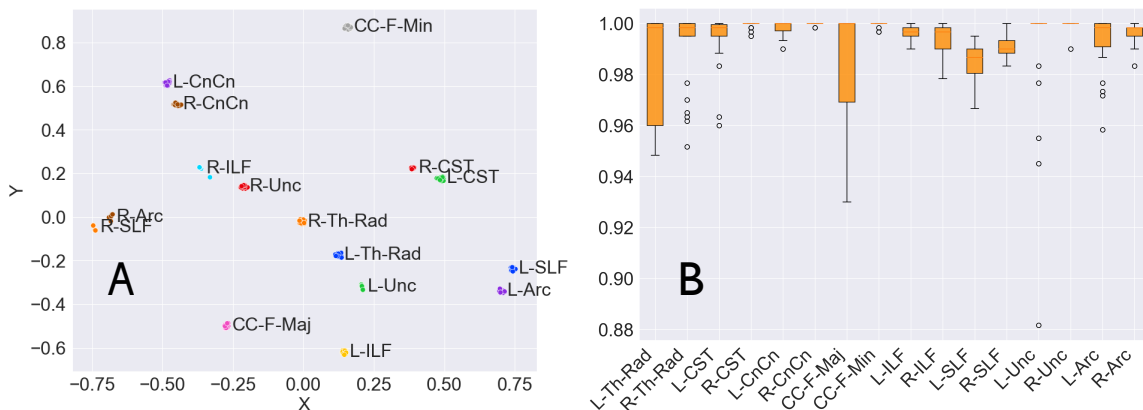 CC-F-Min
L-CnCn
R-CnCn
R-ILF
R-Unc
R-CST
L-CST
R-Arc
R-SLF
R-Th-Rad
L-Th-Rad
L-Unc
L-SLF
L-Arc
CC-F-Maj
L-ILF
A
0.8
0.6
0.4
0.2
0.0
−0.2
−0.4
−0.6
Y
−0.75
−0.50
−0.25
0.00
0.25
0.50
0.75
X
1.00
0.98
0.96
0.94
0.92
0.90
0.88
B
L-Th-Rad
R-Th-Rad
L-CST
R-CST
L-CnCn
R-CnCn
CC-F-Maj
CC-F-Min
L-ILF
R-ILF
L-SLF
R-SLF
L-Unc
R-Unc
L-Arc
R-Arc